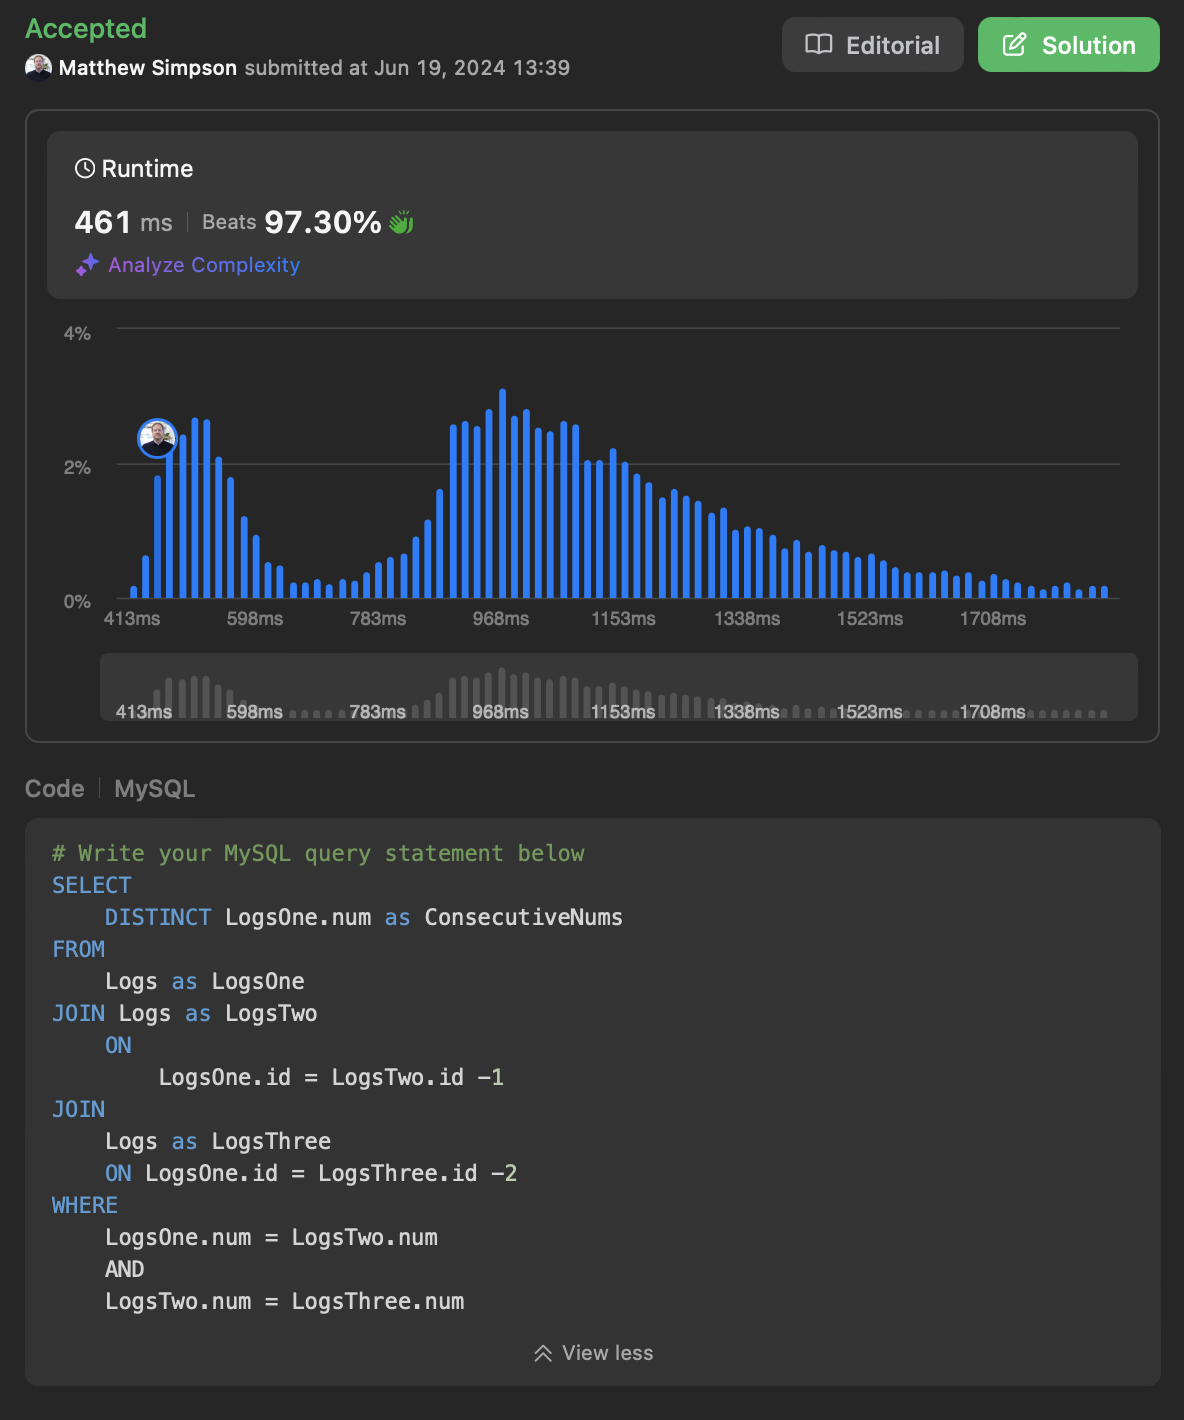 Accepted
Matthew Simpson submitted at Jun 19, 2024 13:39
Editorial
Solution
Runtime
461 ms | Beats 97.30%
Analyze Complexity
4%
2%
0%
413ms 598ms 783ms 968ms 1153ms 1338ms 1523ms 1708ms
413ms 598ms 783ms 968ms 1153ms 1338ms 1523ms 1708ms
Code | MySQL
# Write your MySQL query statement below
SELECT
    DISTINCT LogsOne.num as ConsecutiveNums
FROM
    Logs as LogsOne
JOIN Logs as LogsTwo
    ON
        LogsOne.id = LogsTwo.id -1
JOIN
    Logs as LogsThree
    ON LogsOne.id = LogsThree.id -2
WHERE
    LogsOne.num = LogsTwo.num
    AND
    LogsTwo.num = LogsThree.num
View less